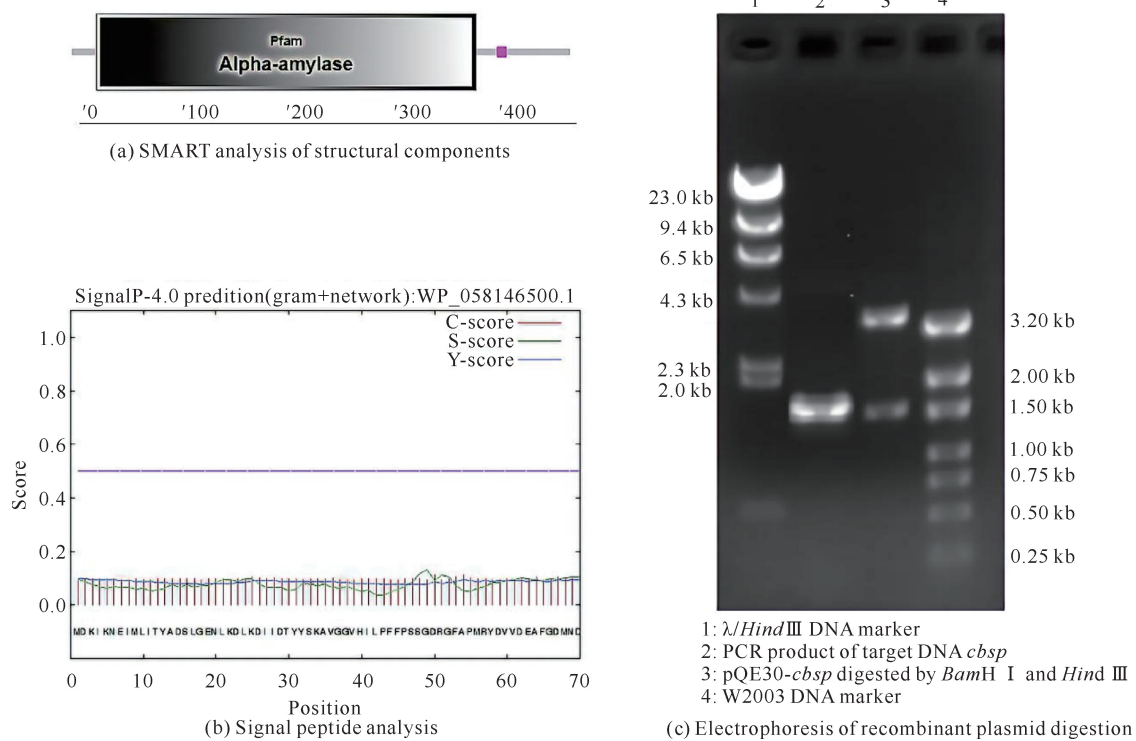 Pfam
Alpha-amylase
'0 '100 '200 '300 '400
(a) SMART analysis of structural components
SignalP-4.0 predition(gram+network):WP_058146500.1
C-score
S-score
Y-score
1.0
0.8
0.6
0.4
0.2
0.0
Score
MDKIKNEIMLITYADSLGENLKDLKDIIDTYYSKAVGGVHILPFFPSSGDRGFAPMRYDVVDEAFGDMND
0 10 20 30 40 50 60 70
Position
(b) Signal peptide analysis
1 2 3 4
23.0 kb
9.4 kb
6.5 kb
4.3 kb
2.3 kb
2.0 kb
3.20 kb
2.00 kb
1.50 kb
1.00 kb
0.75 kb
0.50 kb
0.25 kb
1: λ/HindⅢ DNA marker
2: PCR product of target DNA cbsp
3: pQE30-cbsp digested by BamH Ⅰ and Hind Ⅲ
4: W2003 DNA marker
(c) Electrophoresis of recombinant plasmid digestion